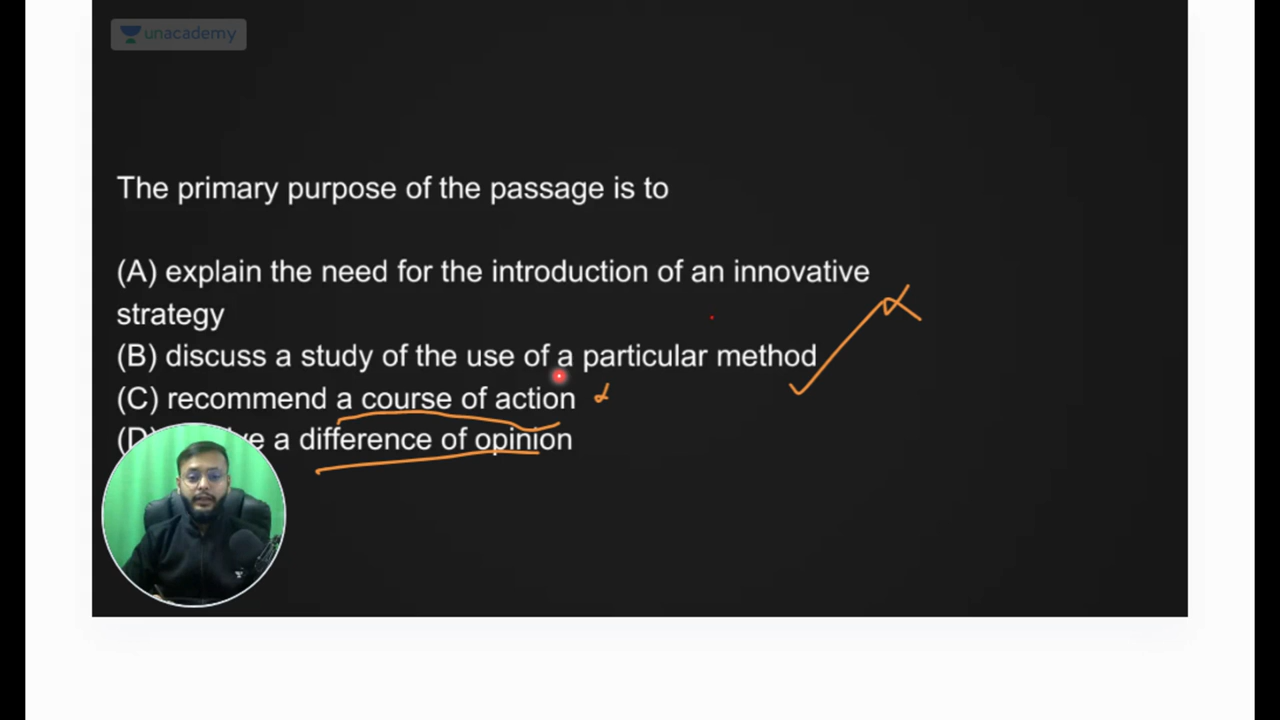 unacademy
The primary purpose of the passage is to
(A) explain the need for the introduction of an innovative
strategy
(B) discuss a study of the use of a particular method
(C) recommend a course of action
a difference of opinion